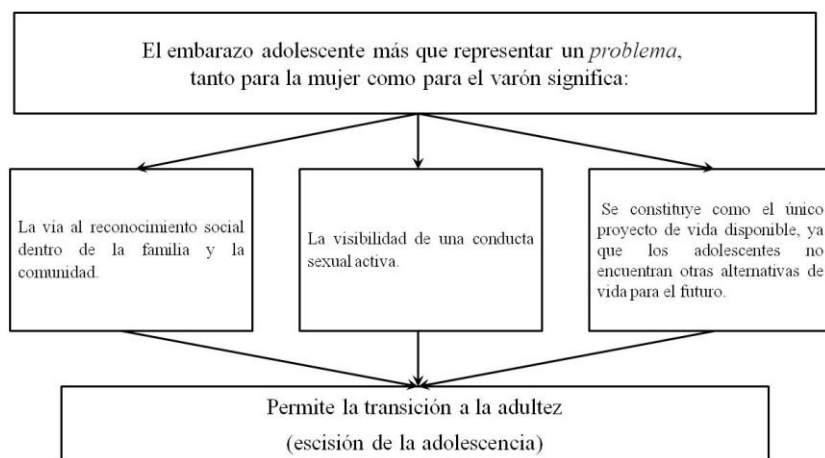 El embarazo adolescente más que representar un problema,
tanto para la mujer como para el varón significa:
La via al reconocimiento social
dentro de la familia y la
comunidad.
La visibilidad de una conducta
sexual activa.
Se constituye como el único
proyecto de vida disponible, ya
que los adolescentes no
encuentran otras alternativas de
vida para el futuro.
Permite la transición a la adultez
(escisión de la adolescencia)